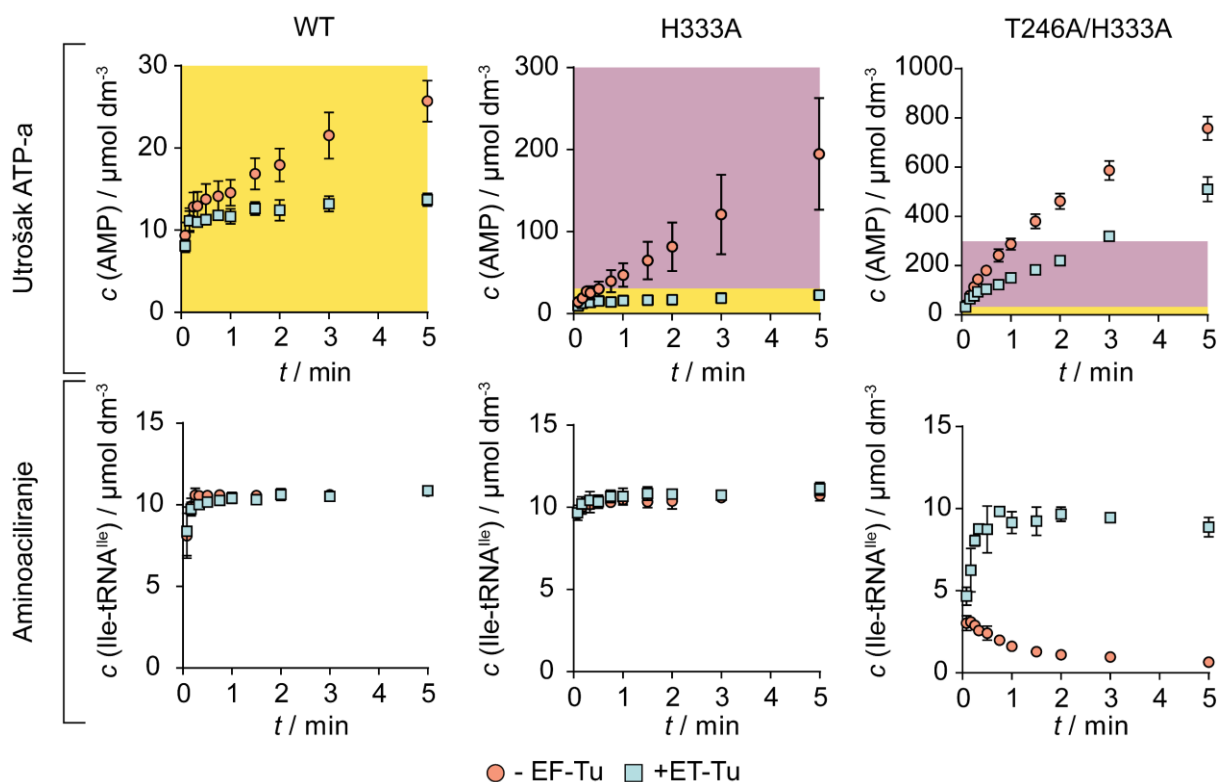 WT
H333A
T246A/H333A
Utrošak ATP-a
c (AMP) / µmol dm⁻³
30
20
10
0
0 1 2 3 4 5
t / min
c (AMP) / µmol dm⁻³
300
200
100
0
0 1 2 3 4 5
t / min
c (AMP) / µmol dm⁻³
1000
800
600
400
200
0
0 1 2 3 4 5
t / min
Aminoaciliranje
c (Ile-tRNAᴵˡᵉ) / µmol dm⁻³
15
10
5
0
0 1 2 3 4 5
t / min
c (Ile-tRNAᴵˡᵉ) / µmol dm⁻³
15
10
5
0
0 1 2 3 4 5
t / min
c (Ile-tRNAᴵˡᵉ) / µmol dm⁻³
15
10
5
0
0 1 2 3 4 5
t / min
- EF-Tu +ET-Tu